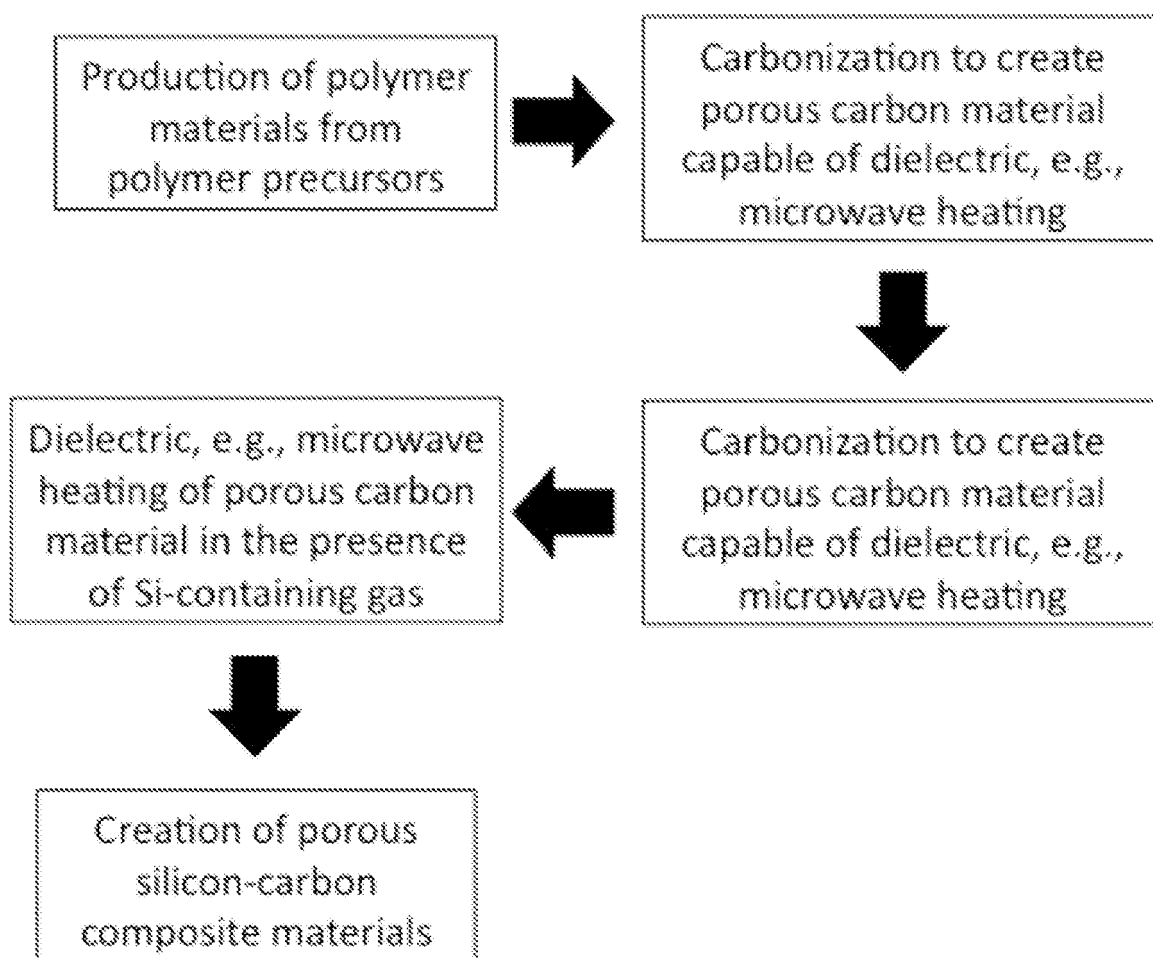 Production of polymer
materials from
polymer precursors
Carbonization to create
porous carbon material
capable of dielectric, e.g.,
microwave heating
Carbonization to create
porous carbon material
capable of dielectric, e.g.,
microwave heating
Dielectric, e.g., microwave
heating of porous carbon
material in the presence
of Si-containing gas
Creation of porous
silicon-carbon
composite materials